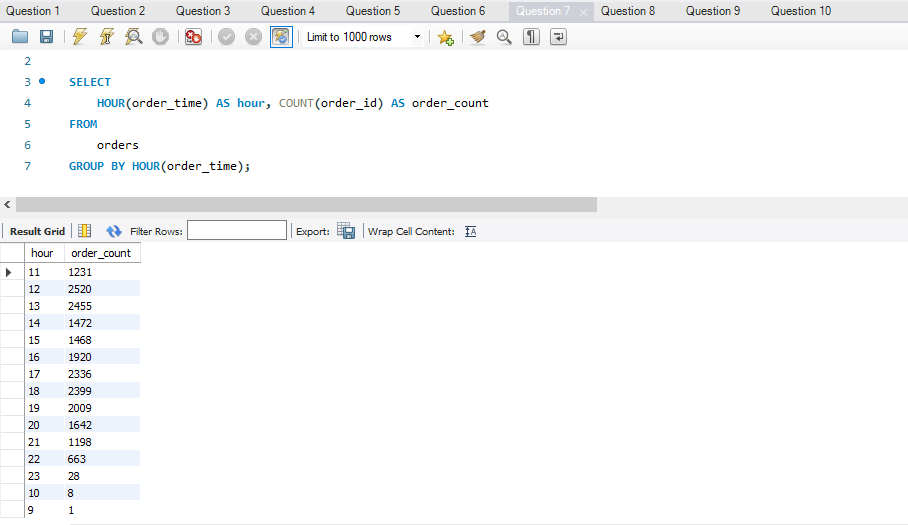 Question 1 Question 2 Question 3 Question 4 Question 5 Question 6 Question 7 Question 8 Question 9 Question 10
Limit to 1000 rows
2
3 SELECT
4 HOUR(order_time) AS hour, COUNT(order_id) AS order_count
5 FROM
6 orders
7 GROUP BY HOUR(order_time);
Result Grid Filter Rows: Export: Wrap Cell Content: IA
hour order_count
11 1231
12 2520
13 2455
14 1472
15 1468
16 1920
17 2336
18 2399
19 2009
20 1642
21 1198
22 663
23 28
10 8
9 1